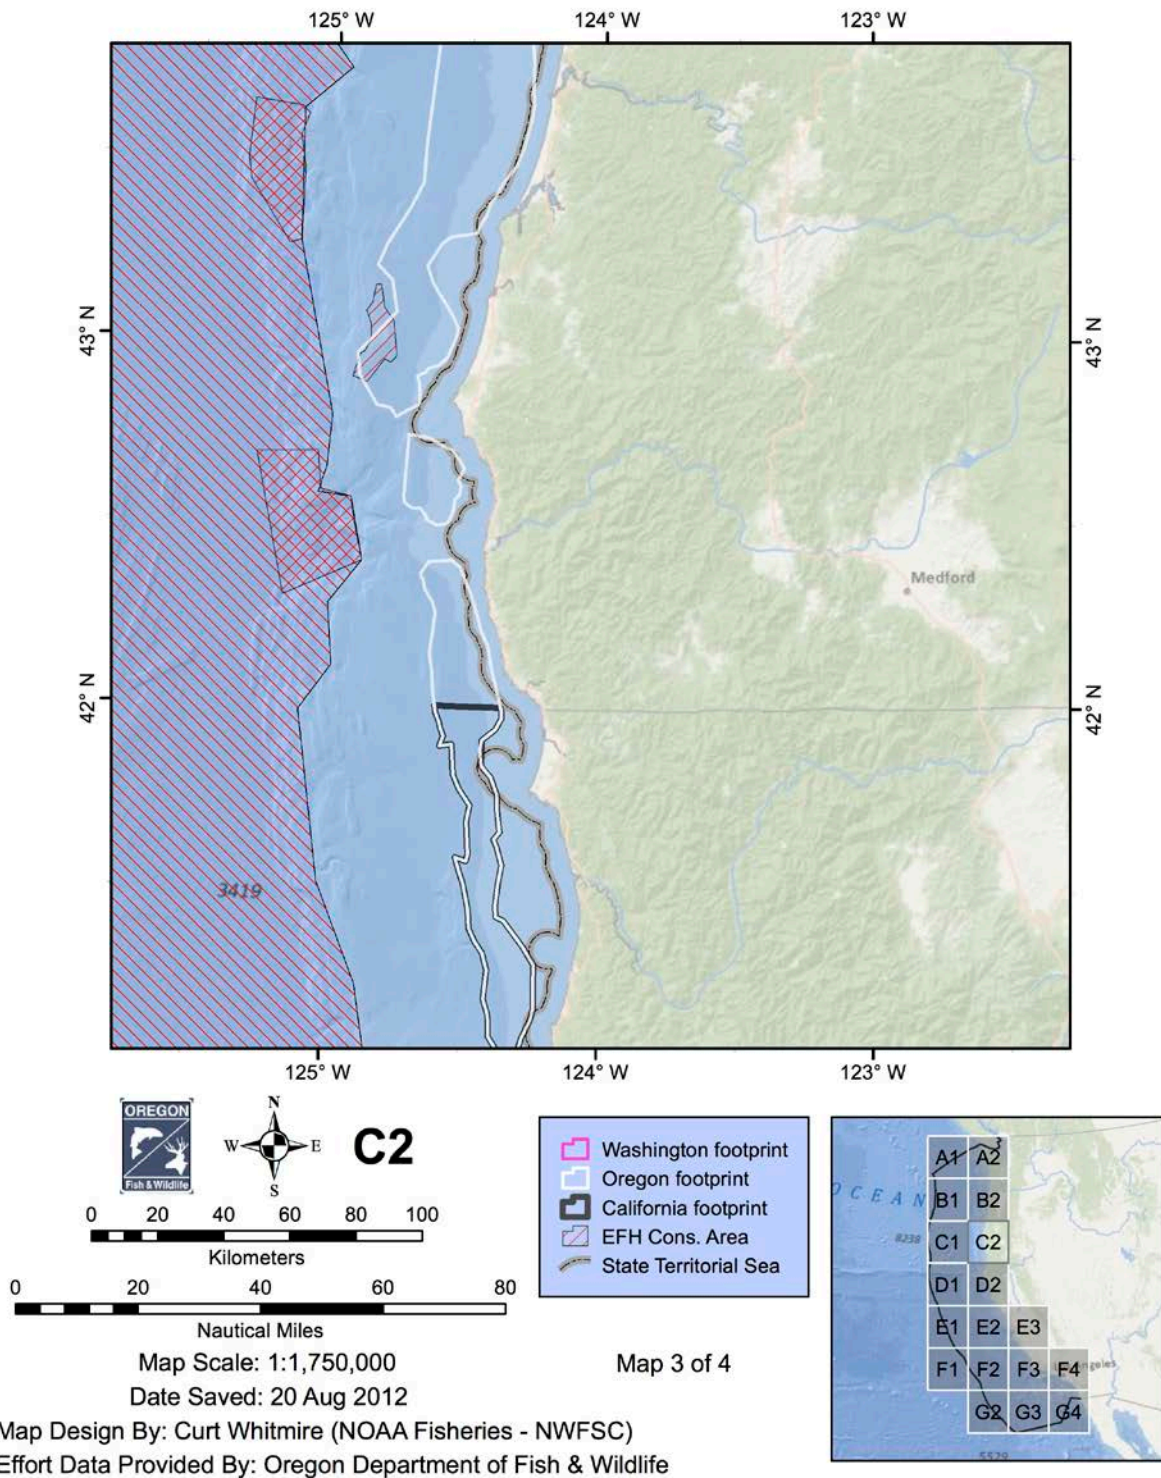 125° W 124° W 123° W
43° N 43° N
Medford
42° N 42° N
3419
125° W 124° W 123° W
OREGON
Fish & Wildlife
N
W E
S
C2
0 20 40 60 80 100
Kilometers
0 20 40 60 80
Nautical Miles
Map Scale: 1:1,750,000
Date Saved: 20 Aug 2012
Map Design By: Curt Whitmire (NOAA Fisheries - NWFSC)
Effort Data Provided By: Oregon Department of Fish & Wildlife
Washington footprint
Oregon footprint
California footprint
EFH Cons. Area
State Territorial Sea
Map 3 of 4
A1 A2
OCEAN B1 B2
8238 C1 C2
D1 D2
E1 E2 E3
F1 F2 F3 F4 ngeles
G2 G3 G4
5529